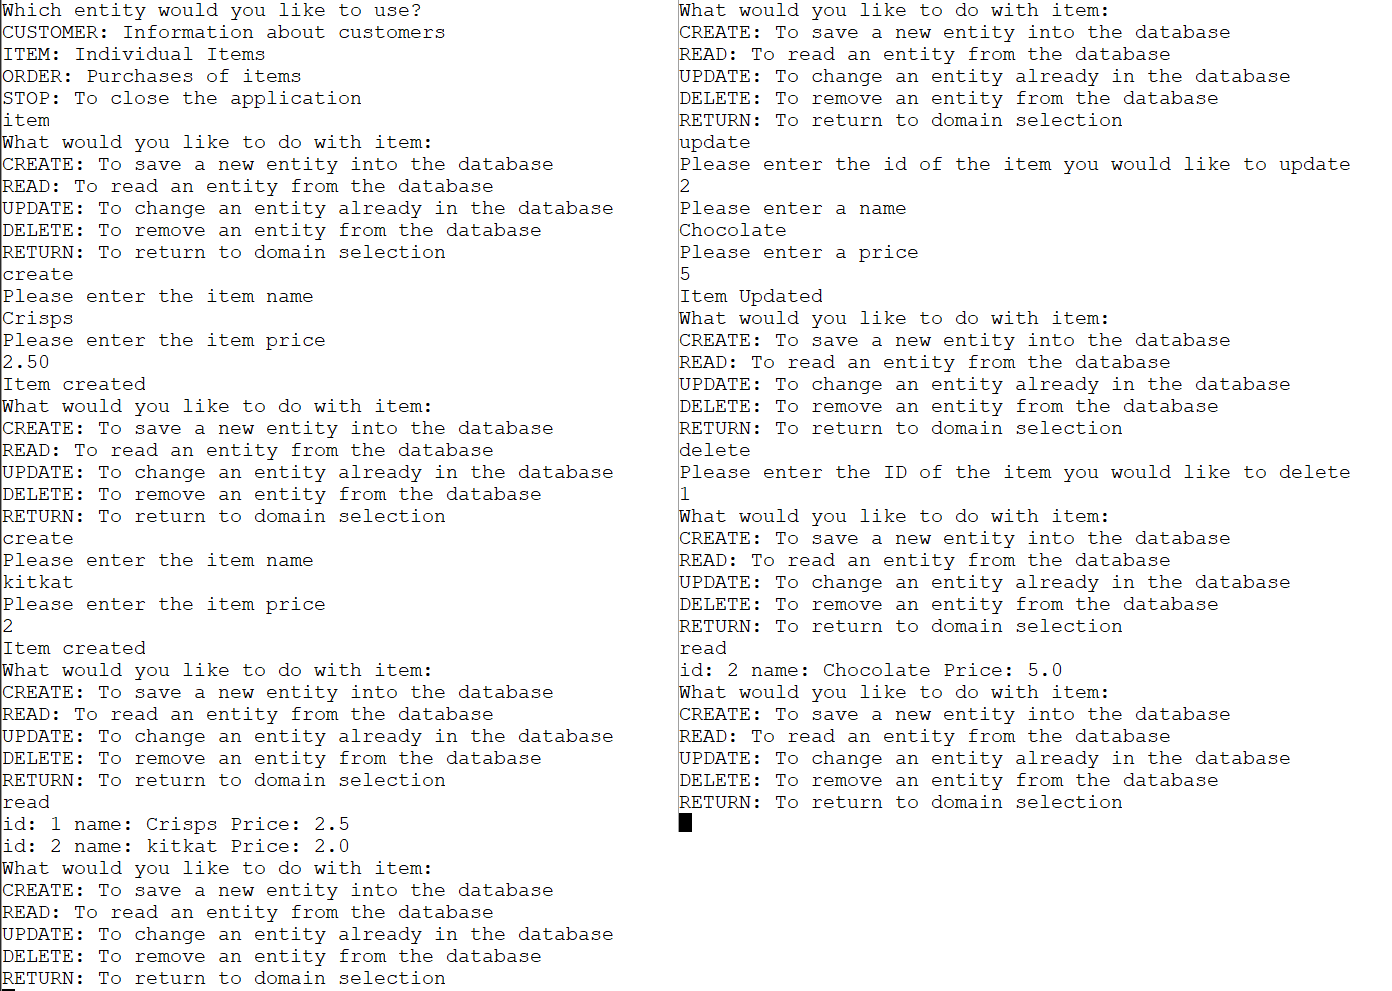 Which entity would you like to use?
CUSTOMER: Information about customers
ITEM: Individual Items
ORDER: Purchases of items
STOP: To close the application
item
What would you like to do with item:
CREATE: To save a new entity into the database
READ: To read an entity from the database
UPDATE: To change an entity already in the database
DELETE: To remove an entity from the database
RETURN: To return to domain selection
create
Please enter the item name
Crisps
Please enter the item price
2.50
Item created
What would you like to do with item:
CREATE: To save a new entity into the database
READ: To read an entity from the database
UPDATE: To change an entity already in the database
DELETE: To remove an entity from the database
RETURN: To return to domain selection
create
Please enter the item name
kitkat
Please enter the item price
2
Item created
What would you like to do with item:
CREATE: To save a new entity into the database
READ: To read an entity from the database
UPDATE: To change an entity already in the database
DELETE: To remove an entity from the database
RETURN: To return to domain selection
read
id: 1 name: Crisps Price: 2.5
id: 2 name: kitkat Price: 2.0
What would you like to do with item:
CREATE: To save a new entity into the database
READ: To read an entity from the database
UPDATE: To change an entity already in the database
DELETE: To remove an entity from the database
RETURN: To return to domain selection
What would you like to do with item:
CREATE: To save a new entity into the database
READ: To read an entity from the database
UPDATE: To change an entity already in the database
DELETE: To remove an entity from the database
RETURN: To return to domain selection
update
Please enter the id of the item you would like to update
2
Please enter a name
Chocolate
Please enter a price
5
Item Updated
What would you like to do with item:
CREATE: To save a new entity into the database
READ: To read an entity from the database
UPDATE: To change an entity already in the database
DELETE: To remove an entity from the database
RETURN: To return to domain selection
delete
Please enter the ID of the item you would like to delete
1
What would you like to do with item:
CREATE: To save a new entity into the database
READ: To read an entity from the database
UPDATE: To change an entity already in the database
DELETE: To remove an entity from the database
RETURN: To return to domain selection
read
id: 2 name: Chocolate Price: 5.0
What would you like to do with item:
CREATE: To save a new entity into the database
READ: To read an entity from the database
UPDATE: To change an entity already in the database
DELETE: To remove an entity from the database
RETURN: To return to domain selection